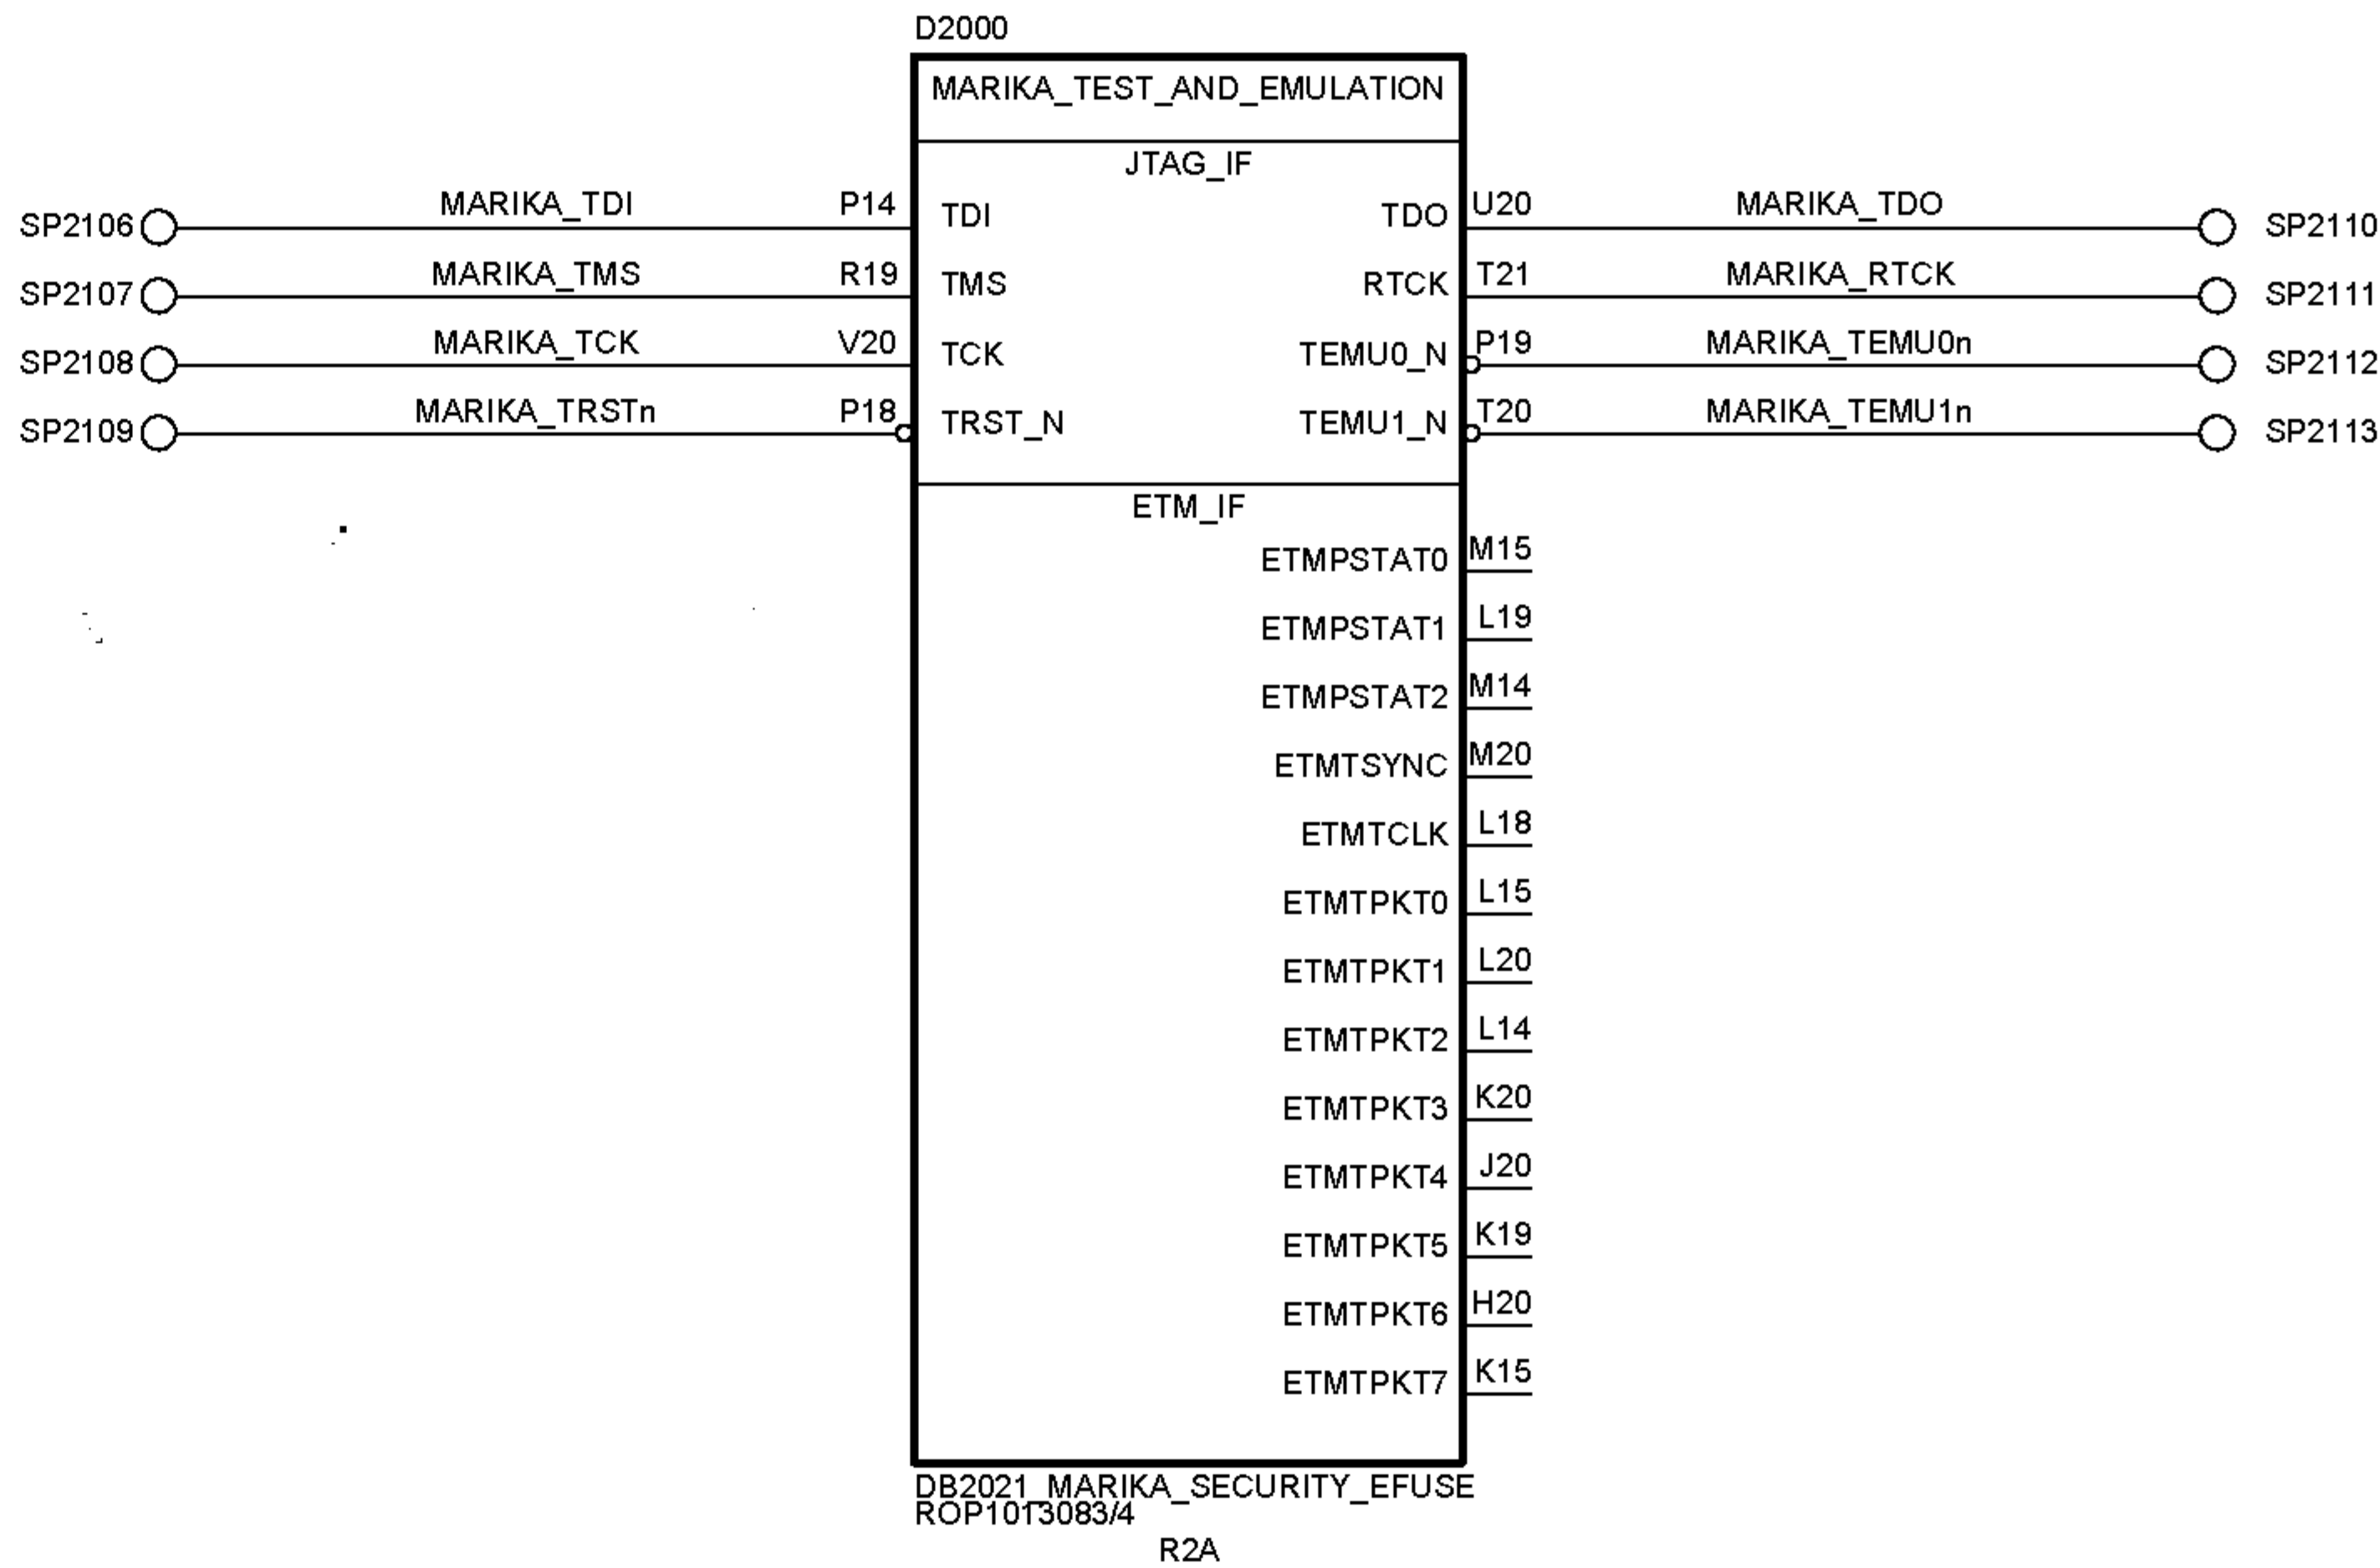 D2000
MARIKA_TEST_AND_EMULATION
JTAG_IF
SP2106 MARIKA_TDI P14 TDI TDO U20 MARIKA_TDO SP2110
SP2107 MARIKA_TMS R19 TMS RTCK T21 MARIKA_RTCK SP2111
SP2108 MARIKA_TCK V20 TCK TEMU0_N P19 MARIKA_TEMU0n SP2112
SP2109 MARIKA_TRSTn P18 TRST_N TEMU1_N T20 MARIKA_TEMU1n SP2113
ETM_IF
ETMPSTAT0 M15
ETMPSTAT1 L19
ETMPSTAT2 M14
ETMTSYNC M20
ETMTCLK L18
ETMTPKT0 L15
ETMTPKT1 L20
ETMTPKT2 L14
ETMTPKT3 K20
ETMTPKT4 J20
ETMTPKT5 K19
ETMTPKT6 H20
ETMTPKT7 K15
DB2021_MARIKA_SECURITY_EFUSE
ROP1013083/4
R2A